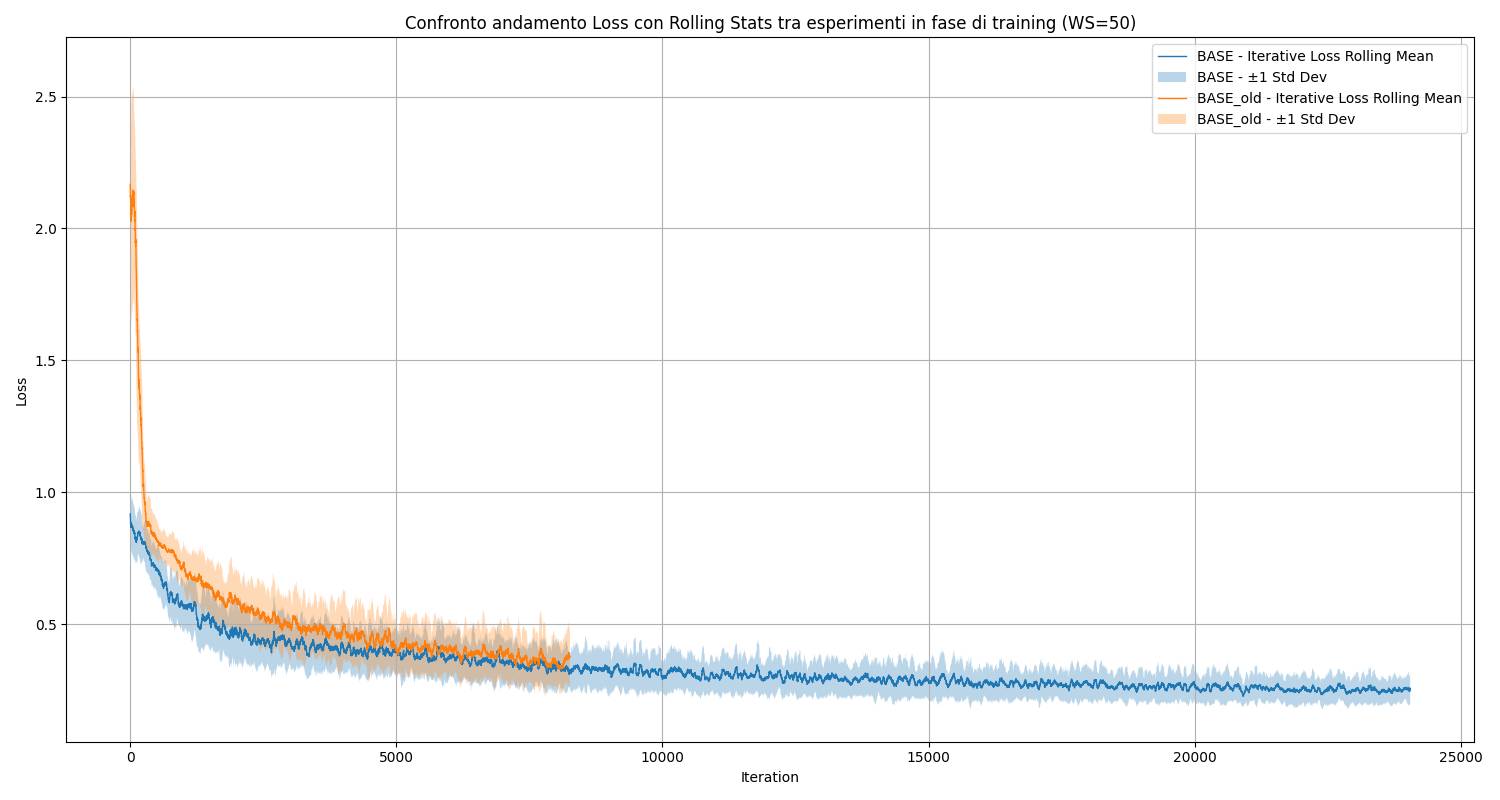 Confronto andamento Loss con Rolling Stats tra esperimenti in fase di training (WS=50)
BASE - Iterative Loss Rolling Mean
BASE - ±1 Std Dev
BASE_old - Iterative Loss Rolling Mean
BASE_old - ±1 Std Dev
Loss
2.5
2.0
1.5
1.0
0.5
0
5000
10000
15000
20000
25000
Iteration